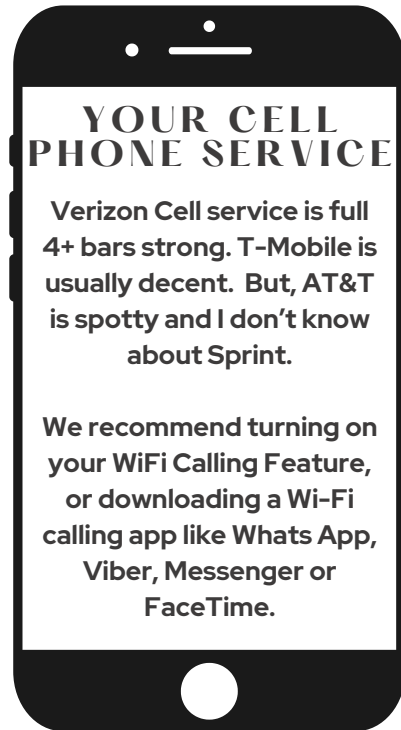 YOUR CELL
PHONE SERVICE
Verizon Cell service is full
4+ bars strong. T-Mobile is
usually decent.  But, AT&T
is spotty and I don’t know
about Sprint.
We recommend turning on
your WiFi Calling Feature,
or downloading a Wi-Fi
calling app like Whats App,
Viber, Messenger or
FaceTime.